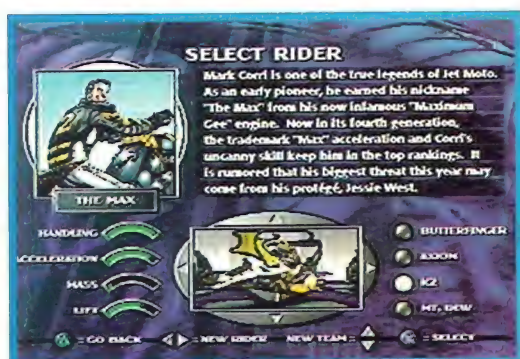 SELECT RIDER
Mark Corri is one of the true legends of Jet Moto.
As an early pioneer, he earned his nickname
"The Max" from his now infamous "Maximum
Gee" engine. Now in its fourth generation,
the trademark "Max" acceleration and Corri's
uncanny skill keep him in the top rankings. It
is rumored that his biggest threat this year may
come from his protégé, Jessie West.
THE MAX
HANDLING
ACCELERATION
MASS
LIFT
BUTTERFINGER
AXIOM
K2
MT. DEW
= GO BACK = NEW RIDER NEW TEAM = = SELECT